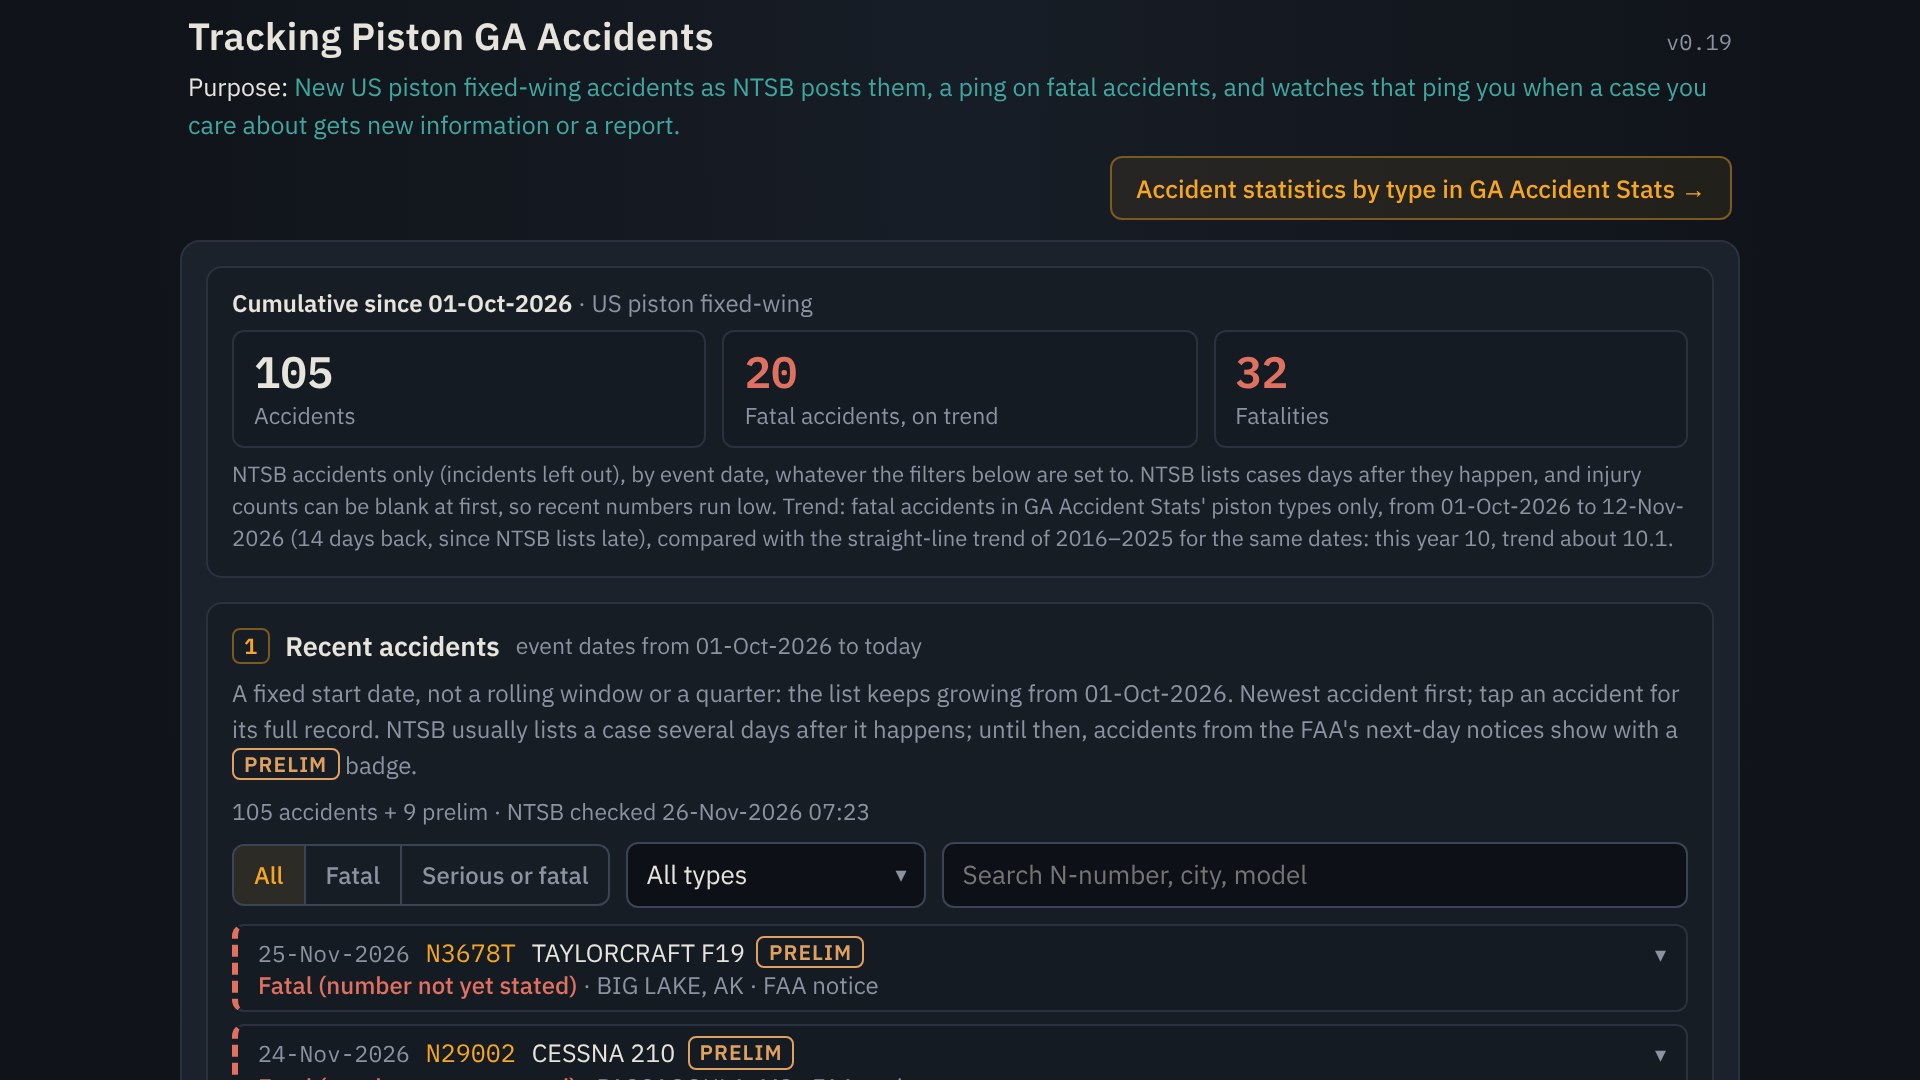 Tracking Piston GA Accidents
v0.19
Purpose: New US piston fixed-wing accidents as NTSB posts them, a ping on fatal accidents, and watches that ping you when a case you
care about gets new information or a report.
Accident statistics by type in GA Accident Stats →
Cumulative since 01-Oct-2026 · US piston fixed-wing
105
Accidents
20
Fatal accidents, on trend
32
Fatalities
NTSB accidents only (incidents left out), by event date, whatever the filters below are set to. NTSB lists cases days after they happen, and injury
counts can be blank at first, so recent numbers run low. Trend: fatal accidents in GA Accident Stats' piston types only, from 01-Oct-2026 to 12-Nov-
2026 (14 days back, since NTSB lists late), compared with the straight-line trend of 2016–2025 for the same dates: this year 10, trend about 10.1.
1 Recent accidents event dates from 01-Oct-2026 to today
A fixed start date, not a rolling window or a quarter: the list keeps growing from 01-Oct-2026. Newest accident first; tap an accident for
its full record. NTSB usually lists a case several days after it happens; until then, accidents from the FAA's next-day notices show with a
PRELIM badge.
105 accidents + 9 prelim · NTSB checked 26-Nov-2026 07:23
All Fatal Serious or fatal All types ▾ Search N-number, city, model
25-Nov-2026 N3678T TAYLORCRAFT F19 PRELIM ▾
Fatal (number not yet stated) · BIG LAKE, AK · FAA notice
24-Nov-2026 N29002 CESSNA 210 PRELIM ▾